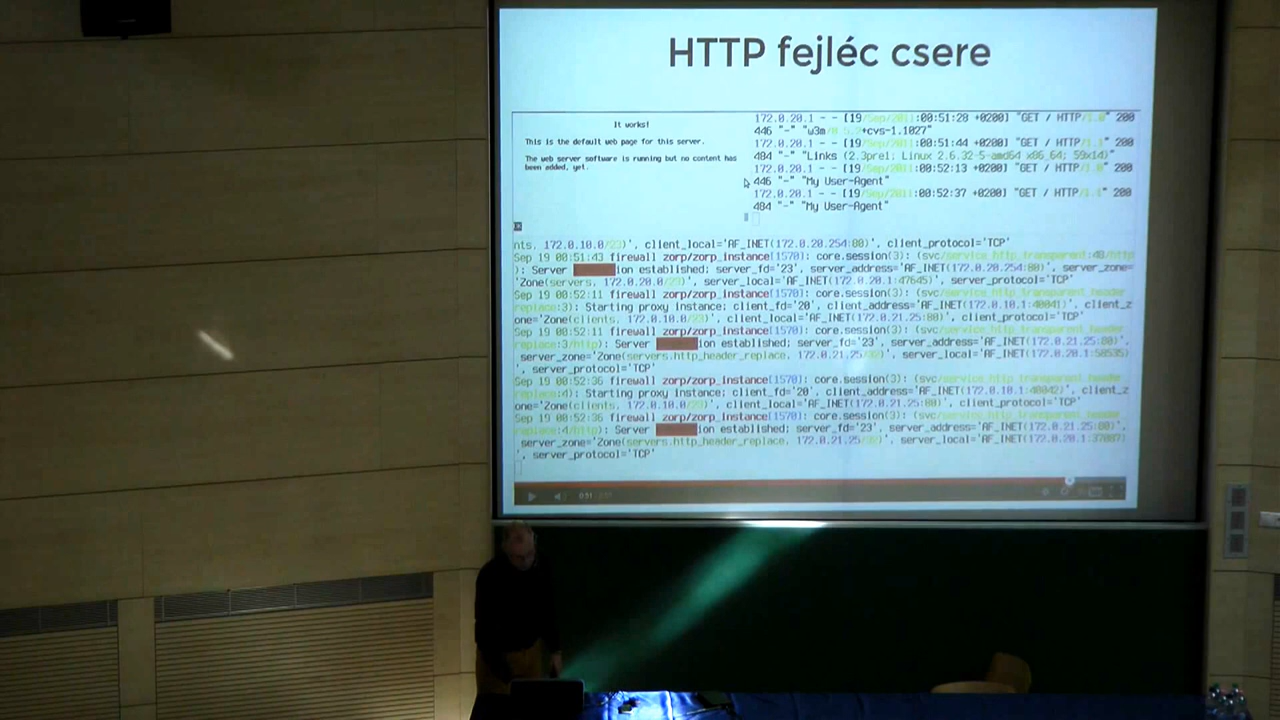 HTTP fejléc csere
It works!
This is the default web page for this server.
The web server software is running but no content has
been added, yet.
172.0.20.1 - - [19/Sep/2011:00:51:28 +0200] "GET / HTTP/1.0" 200
446 "-" "w3m/0.5.2+cvs-1.1027"
172.0.20.1 - - [19/Sep/2011:00:51:44 +0200] "GET / HTTP/1.1" 200
484 "-" "Links (2.3pre1; Linux 2.6.32-5-amd64 x86_64; 59x14)"
172.0.20.1 - - [19/Sep/2011:00:52:13 +0200] "GET / HTTP/1.0" 200
446 "-" "My User-Agent"
172.0.20.1 - - [19/Sep/2011:00:52:37 +0200] "GET / HTTP/1.1" 200
484 "-" "My User-Agent"
nts, 172.0.10.0/23)', client_local='AF_INET(172.0.20.254:80)', client_protocol='TCP'
Sep 19 00:51:43 firewall zorp/zorp_instance[1570]: core.session(3): (svc/service_http_transparent:48/http
): Server ion established; server_fd='23', server_address='AF_INET(172.0.20.254:80)', server_zone=
'Zone(servers, 172.0.20.0/23)', server_local='AF_INET(172.0.20.1:47645)', server_protocol='TCP'
Sep 19 00:52:11 firewall zorp/zorp_instance[1570]: core.session(3): (svc/service_http_transparent_header_
replace:3): Starting proxy instance; client_fd='20', client_address='AF_INET(172.0.10.1:40041)', client_z
one='Zone(clients, 172.0.10.0/23)', client_local='AF_INET(172.0.21.25:80)', client_protocol='TCP'
Sep 19 00:52:11 firewall zorp/zorp_instance[1570]: core.session(3): (svc/service_http_transparent_header_
replace:3/http): Server ion established; server_fd='23', server_address='AF_INET(172.0.21.25:80)',
server_zone='Zone(servers.http_header_replace, 172.0.21.25/32)', server_local='AF_INET(172.0.20.1:50535)
', server_protocol='TCP'
Sep 19 00:52:36 firewall zorp/zorp_instance[1570]: core.session(3): (svc/service_http_transparent_header_
replace:4): Starting proxy instance; client_fd='20', client_address='AF_INET(172.0.10.1:40042)', client_z
one='Zone(clients, 172.0.10.0/23)', client_local='AF_INET(172.0.21.25:80)', client_protocol='TCP'
Sep 19 00:52:36 firewall zorp/zorp_instance[1570]: core.session(3): (svc/service_http_transparent_header_
replace:4/http): Server ion established; server_fd='23', server_address='AF_INET(172.0.21.25:80)',
server_zone='Zone(servers.http_header_replace, 172.0.21.25/32)', server_local='AF_INET(172.0.20.1:37087)
', server_protocol='TCP'
0:51